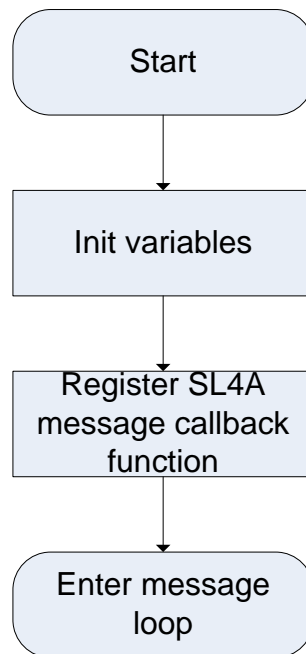 Start
Init variables
Register SL4A
message callback
function
Enter message
loop